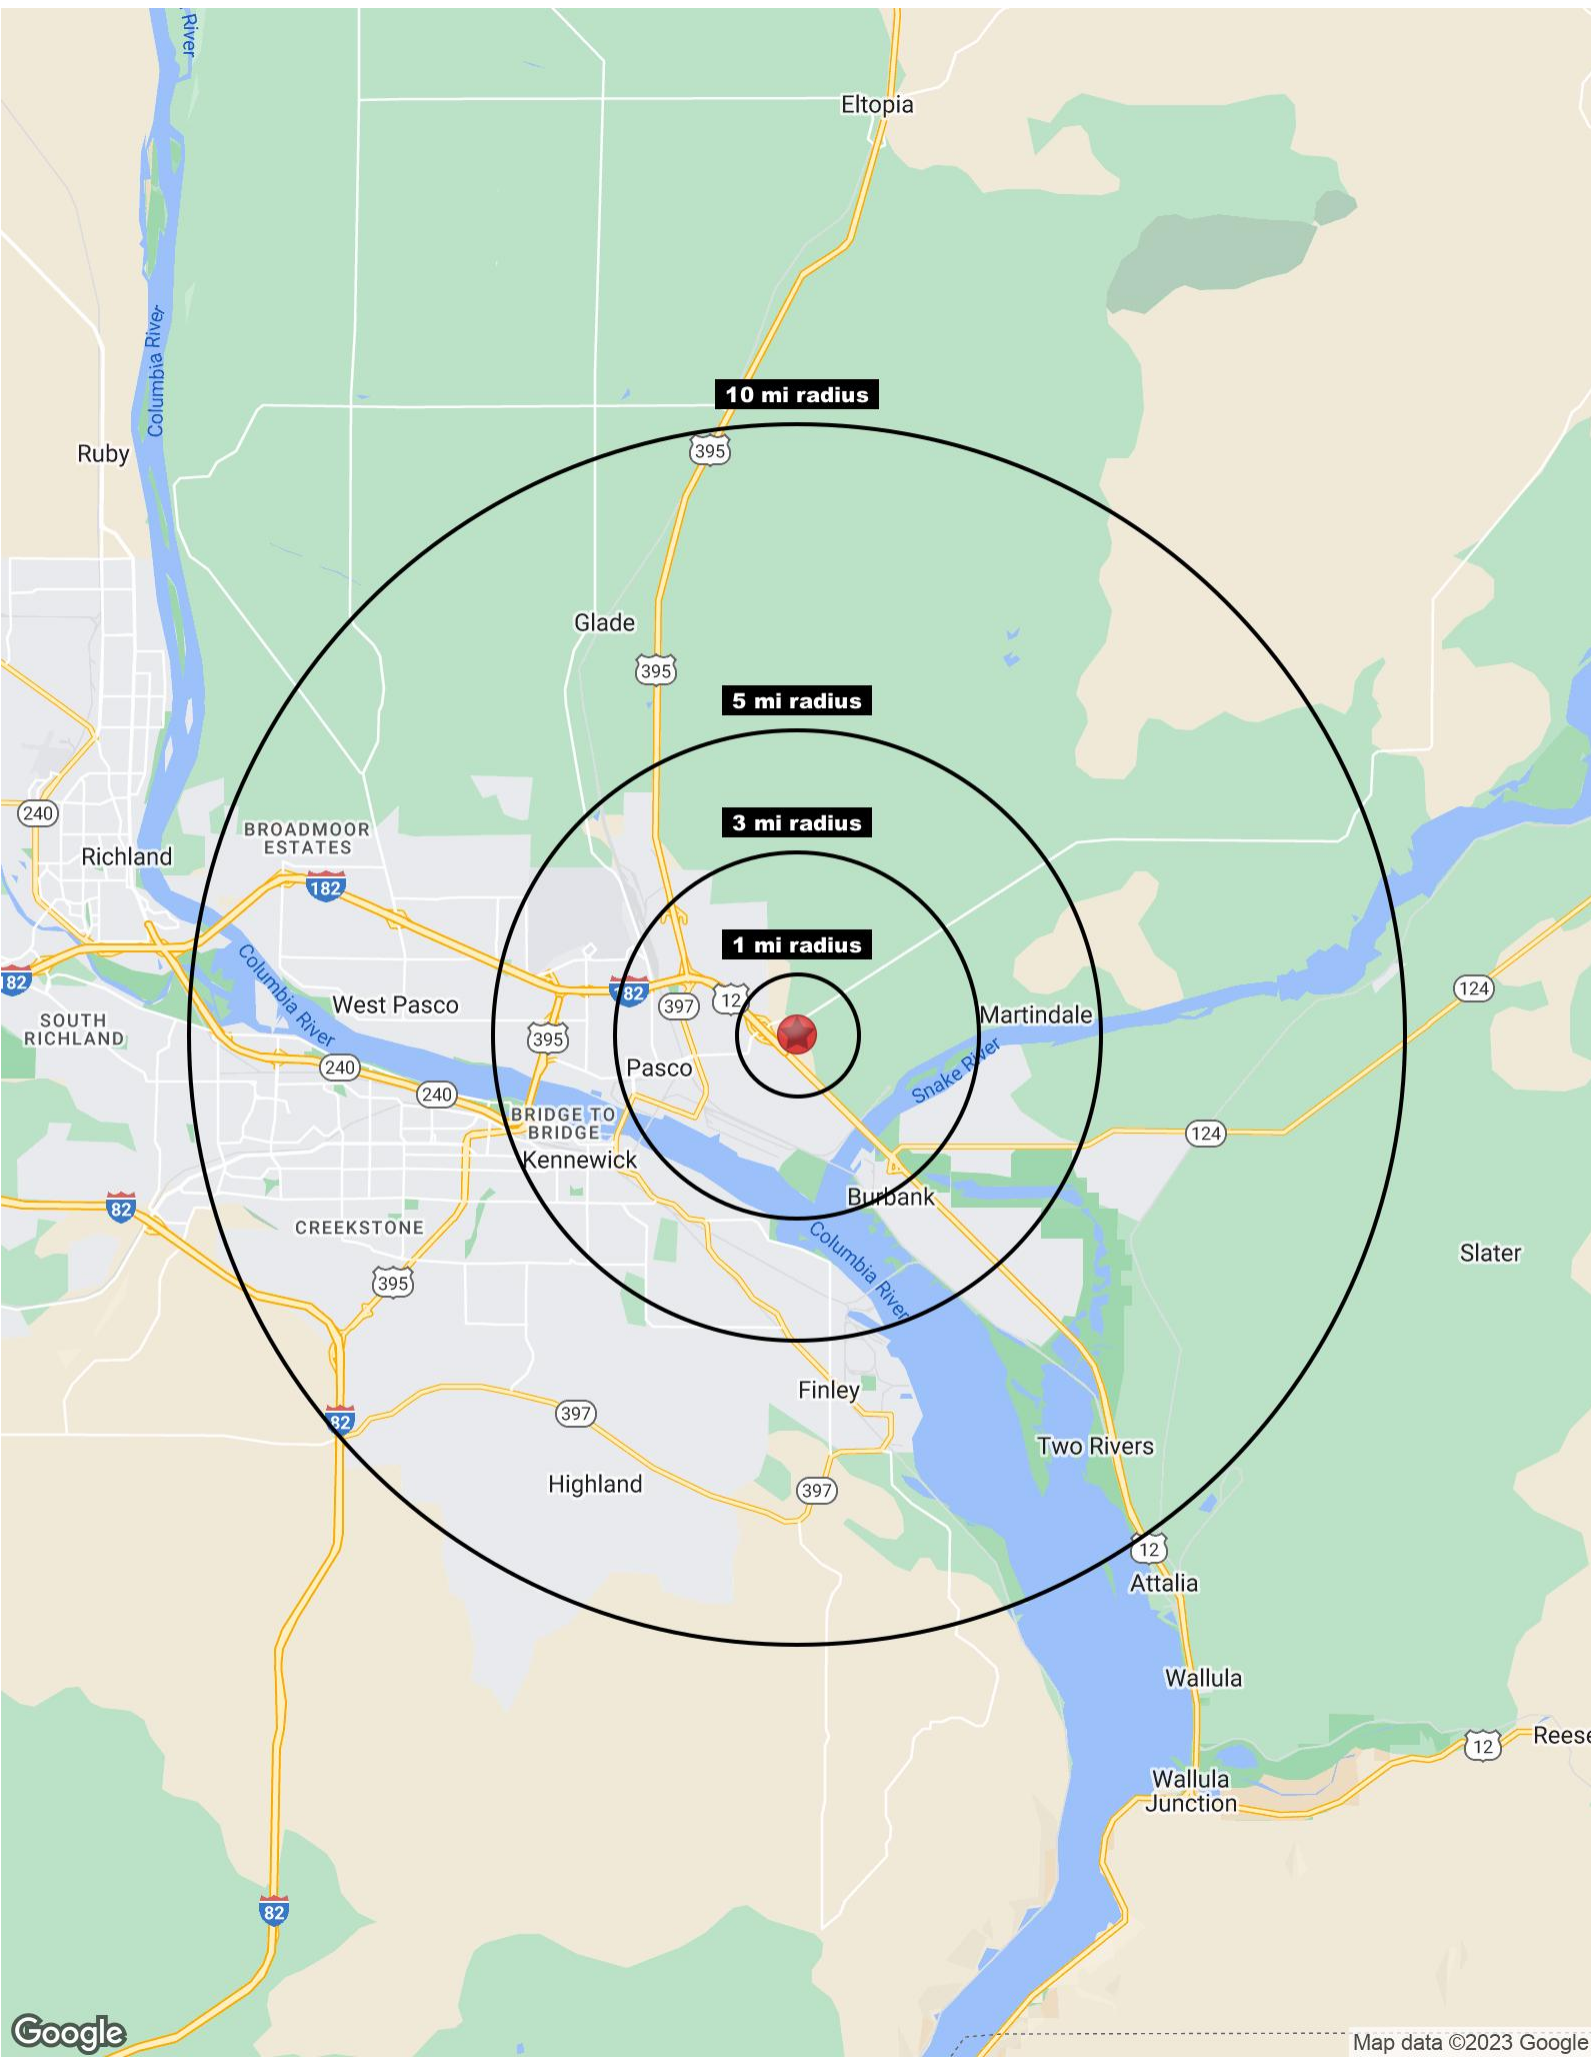 River
Eltopia
Columbia River
10 mi radius
395
Ruby
Glade
395
5 mi radius
240
3 mi radius
BROADMOOR
ESTATES
Richland
182
1 mi radius
Columbia River
182
82
397
12
124
West Pasco
SOUTH
RICHLAND
Martindale
395
240
Pasco
Snake River
240
BRIDGE TO
BRIDGE
124
Kennewick
82
Burbank
CREEKSTONE
Columbia River
Slater
395
Finley
397
82
Two Rivers
Highland
397
12
Attalia
Wallula
12
Reese
Wallula
Junction
82
Google
Map data ©2023 Google